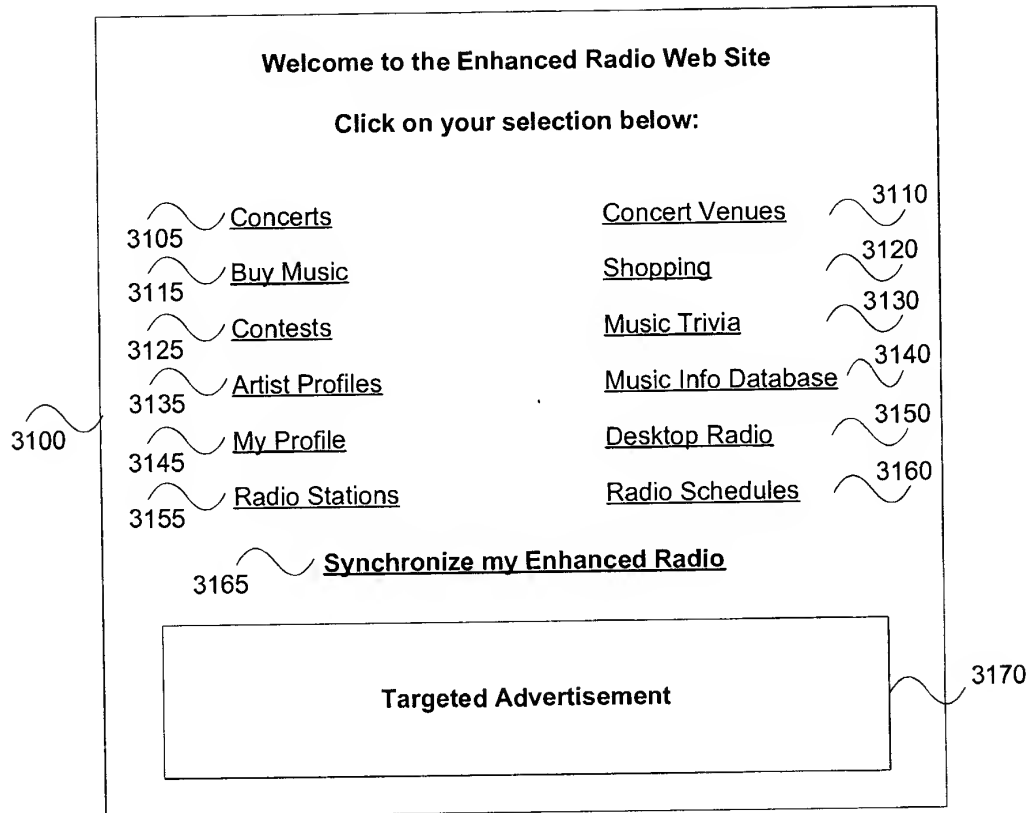 Welcome to the Enhanced Radio Web Site
Click on your selection below:
3105 Concerts
Concert Venues 3110
3115 Buy Music
Shopping 3120
3125 Contests
Music Trivia 3130
3135 Artist Profiles
Music Info Database 3140
3100
3145 My Profile
Desktop Radio 3150
3155 Radio Stations
Radio Schedules 3160
3165 Synchronize my Enhanced Radio
Targeted Advertisement
3170